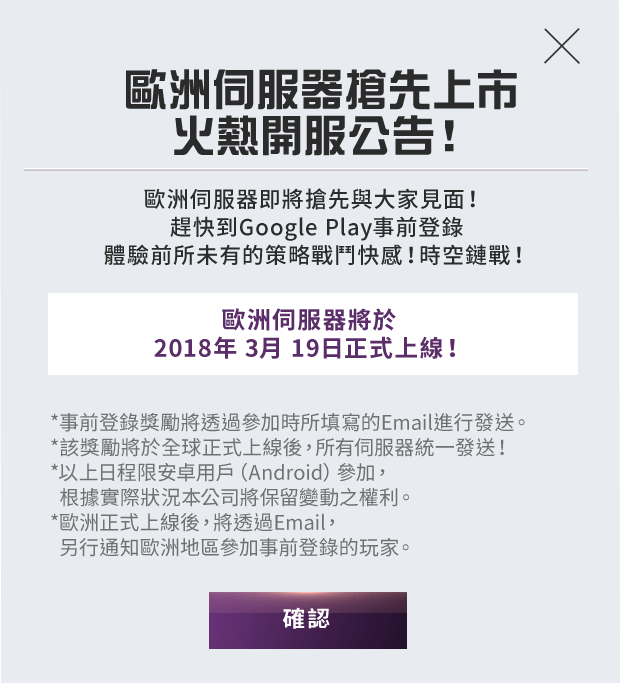 歐洲伺服器搶先上市
火熱開服公告！
歐洲伺服器即將搶先與大家見面！
趕快到Google Play事前登錄
體驗前所未有的策略戰鬥快感！時空鏈戰！
歐洲伺服器將於
2018年 3月 19日正式上線！
*事前登錄獎勵將透過參加時所填寫的Email進行發送。
*該獎勵將於全球正式上線後，所有伺服器統一發送！
*以上日程限安卓用戶（Android）參加，
根據實際狀況本公司將保留變動之權利。
*歐洲正式上線後，將透過Email，
另行通知歐洲地區參加事前登錄的玩家。
確認